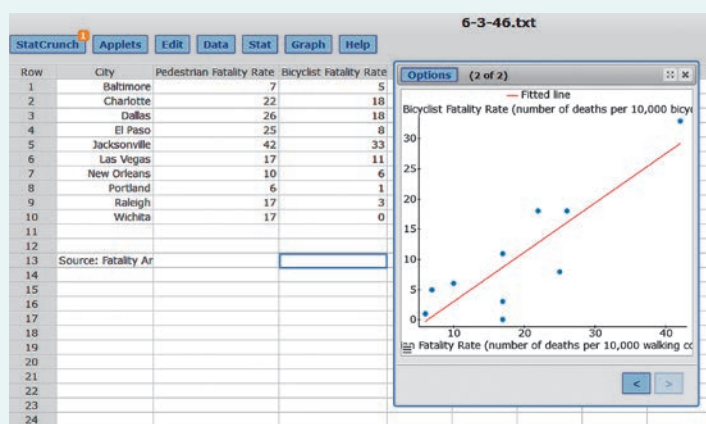 6-3-46.txt
StatCrunch 1 Applets Edit Data Stat Graph Help
Row City Pedestrian Fatality Rate Bicyclist Fatality Rate
1 Baltimore 7 5
2 Charlotte 22 18
3 Dallas 26 18
4 El Paso 25 8
5 Jacksonville 42 33
6 Las Vegas 17 11
7 New Orleans 10 6
8 Portland 6 1
9 Raleigh 17 3
10 Wichita 17 0
11
12
13 Source: Fatality Ar
14
15
16
17
18
19
20
21
22
23
24
Options (2 of 2)
Fitted line
Bicyclist Fatality Rate (number of deaths per 10,000 bicy
30
25
20
15
10
5
0
10 20 30 40
an Fatality Rate (number of deaths per 10,000 walking co
< >